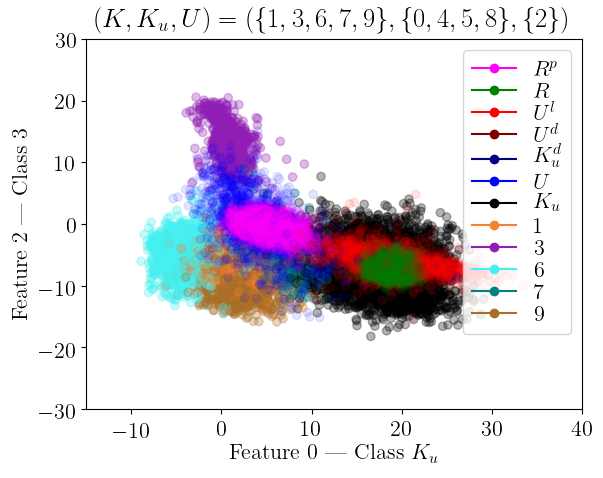 (K, K_u, U) = ({1, 3, 6, 7, 9}, {0, 4, 5, 8}, {2})
Feature 2 — Class 3
30
20
10
0
−10
−20
−30
R^p
R
U^l
U^d
K_u^d
U
K_u
1
3
6
7
9
−10
0
10
20
30
40
Feature 0 — Class K_u